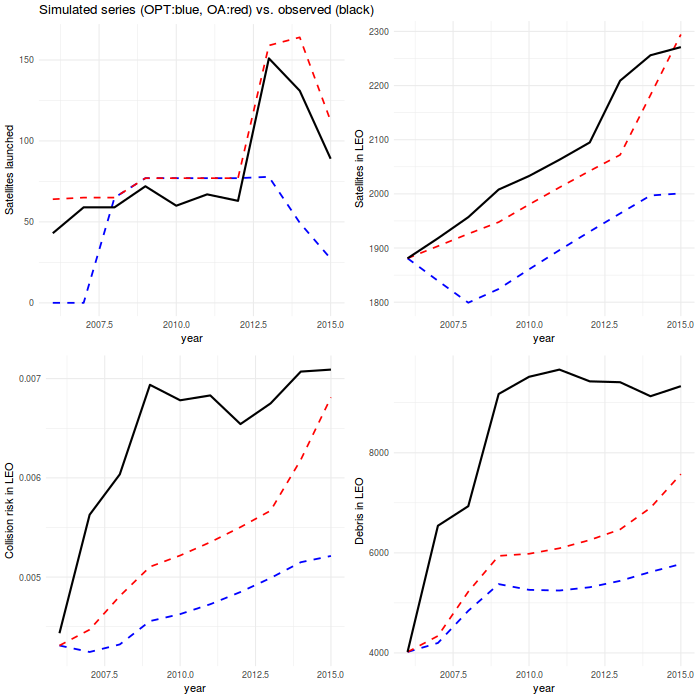 Simulated series (OPT:blue, OA:red) vs. observed (black)
Satellites launched
150
100
50
0
2007.5 2010.0 2012.5 2015.0
year
Satellites in LEO
2300
2200
2100
2000
1900
1800
2007.5 2010.0 2012.5 2015.0
year
Collision risk in LEO
0.007
0.006
0.005
2007.5 2010.0 2012.5 2015.0
year
Debris in LEO
8000
6000
4000
2007.5 2010.0 2012.5 2015.0
year